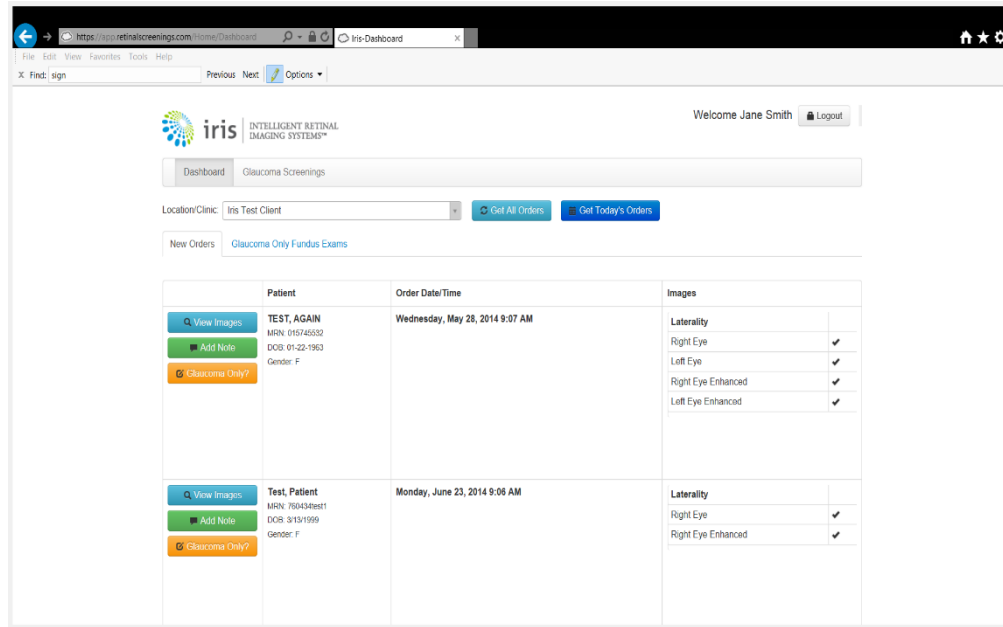 https://app.retinalscreenings.com/Home/Dashboard
Iris-Dashboard
File Edit View Favorites Tools Help
X Find: sign Previous Next Options
iris INTELLIGENT RETINAL
IMAGING SYSTEMS™
Welcome Jane Smith Logout
Dashboard Glaucoma Screenings
Location/Clinic: Iris Test Client Get All Orders Get Today's Orders
New Orders Glaucoma Only Fundus Exams
Patient Order Date/Time Images
View Images TEST, AGAIN Wednesday, May 28, 2014 9:07 AM Laterality
MRN: 015745532
Add Note DOB: 01-22-1963 Right Eye
Gender: F Left Eye
Glaucoma Only? Right Eye Enhanced
Left Eye Enhanced
View Images Test, Patient Monday, June 23, 2014 9:06 AM Laterality
MRN: 760434test1
Add Note DOB: 3/13/1999 Right Eye
Gender: F Right Eye Enhanced
Glaucoma Only?